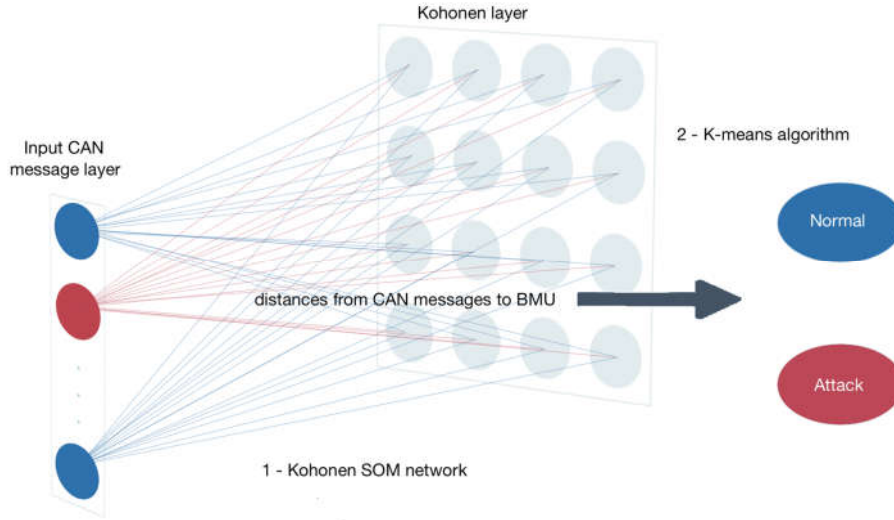 Kohonen layer
Input CAN
message layer
2 - K-means algorithm
Normal
distances from CAN messages to BMU
Attack
1 - Kohonen SOM network